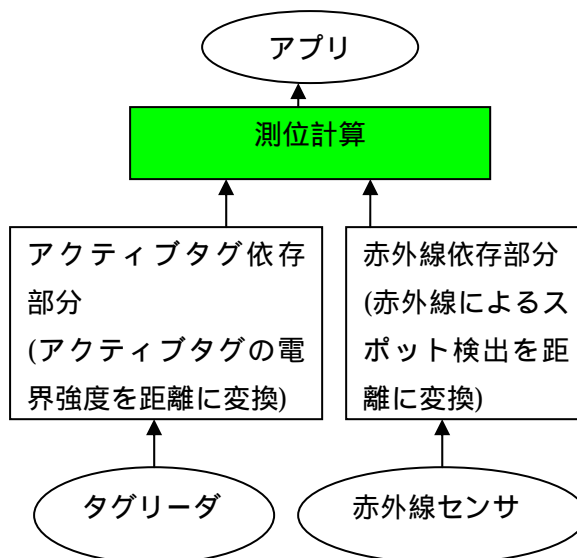 アプリ
測位計算
アクティブタグ依存
部分
(アクティブタグの電
界強度を距離に変換)
赤外線依存部分
(赤外線によるス
ポット検出を距
離に変換)
タグリーダ
赤外線センサ